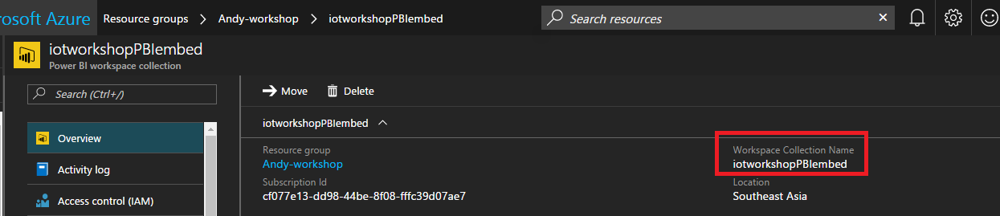 rosoft Azure Resource groups > Andy-workshop > iotworkshopPBIembed Search resources
iotworkshopPBIembed
Power BI workspace collection
Search (Ctrl+/)
Move Delete
iotworkshopPBIembed
Overview
Activity log
Access control (IAM)
Resource group
Andy-workshop
Subscription Id
cf077e13-dd98-44be-8f08-fffc39d07ae7
Workspace Collection Name
iotworkshopPBIembed
Location
Southeast Asia